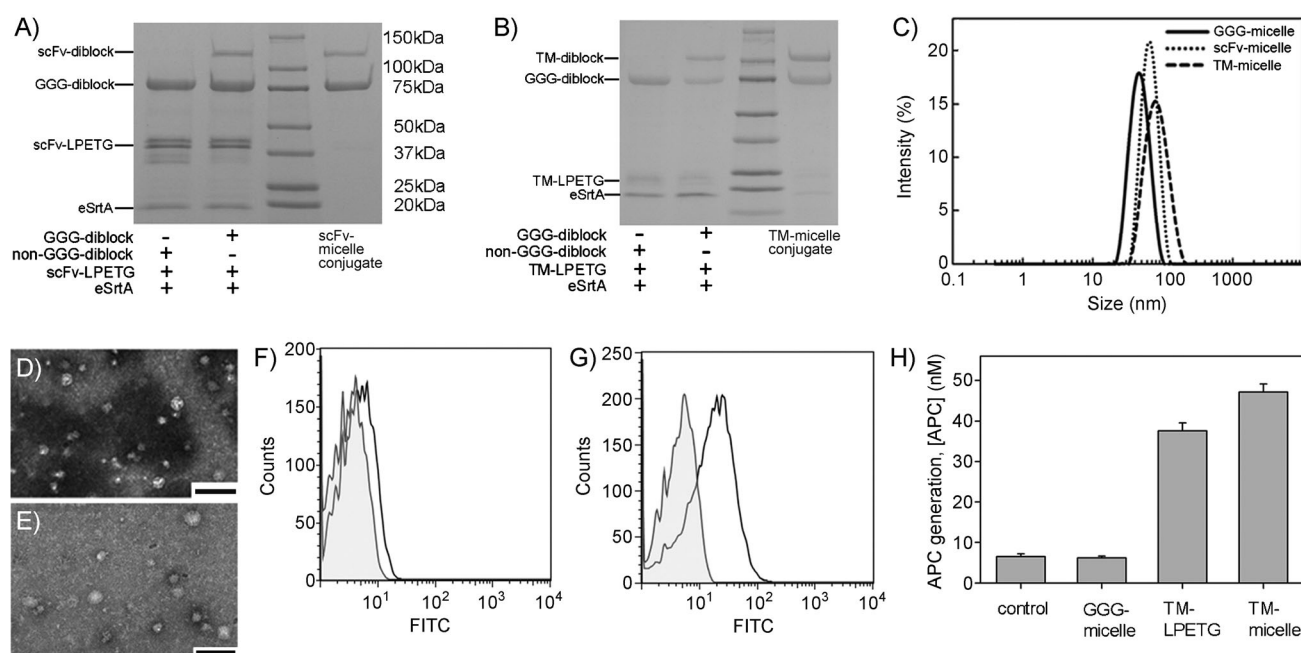 A)
scFv-diblock
GGG-diblock
scFv-LPETG
eSrtA
150kDa
100kDa
75kDa
50kDa
37kDa
25kDa
20kDa
GGG-diblock - +
non-GGG-diblock + -
scFv-LPETG + +
eSrtA + +
scFv-
micelle
conjugate
B)
TM-diblock
GGG-diblock
TM-LPETG
eSrtA
GGG-diblock - +
non-GGG-diblock + -
TM-LPETG + +
eSrtA + +
TM-micelle
conjugate
C)
GGG-micelle
scFv-micelle
TM-micelle
Intensity (%)
20
15
10
5
0
0.1 1 10 100 1000
Size (nm)
D)
E)
F)
Counts
200
150
100
50
0
10^1 10^2 10^3 10^4
FITC
G)
Counts
250
200
150
100
50
0
10^1 10^2 10^3 10^4
FITC
H)
APC generation, [APC] (nM)
50
40
30
20
10
0
control
GGG-
micelle
TM-
LPETG
TM-
micelle